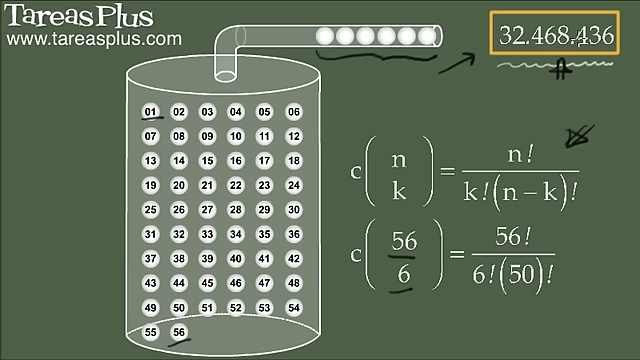 Tareas Plus
www.tareasplus.com
32.468.436
01 02 03 04 05 06
07 08 09 10 11 12
13 14 15 16 17 18
19 20 21 22 23 24
25 26 27 28 29 30
31 32 33 34 35 36
37 38 39 40 41 42
43 44 45 46 47 48
49 50 51 52 53 54
55 56
c(n k) = n! / k!(n − k)!
c(56 6) = 56! / 6!(50)!